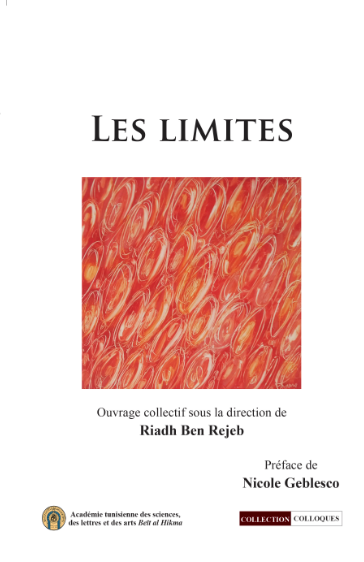 LES LIMITES
Ouvrage collectif sous la direction de
Riadh Ben Rejeb
Préface de
Nicole Geblesco
Académie tunisienne des sciences,
des lettres et des arts Beït al Hikma
COLLECTION COLLOQUES